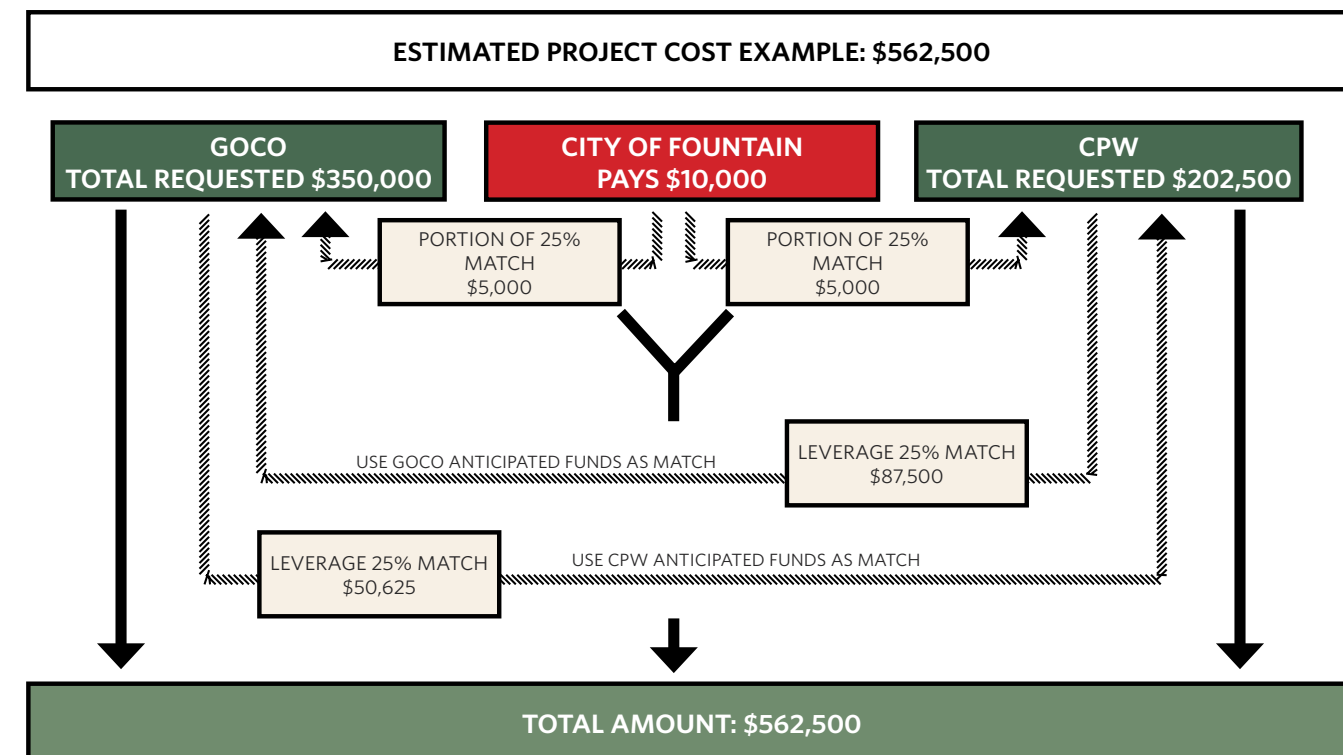 ESTIMATED PROJECT COST EXAMPLE: $562,500
GOCO
TOTAL REQUESTED $350,000
CITY OF FOUNTAIN
PAYS $10,000
CPW
TOTAL REQUESTED $202,500
PORTION OF 25%
MATCH
$5,000
PORTION OF 25%
MATCH
$5,000
USE GOCO ANTICIPATED FUNDS AS MATCH
LEVERAGE 25% MATCH
$87,500
LEVERAGE 25% MATCH
$50,625
USE CPW ANTICIPATED FUNDS AS MATCH
TOTAL AMOUNT: $562,500